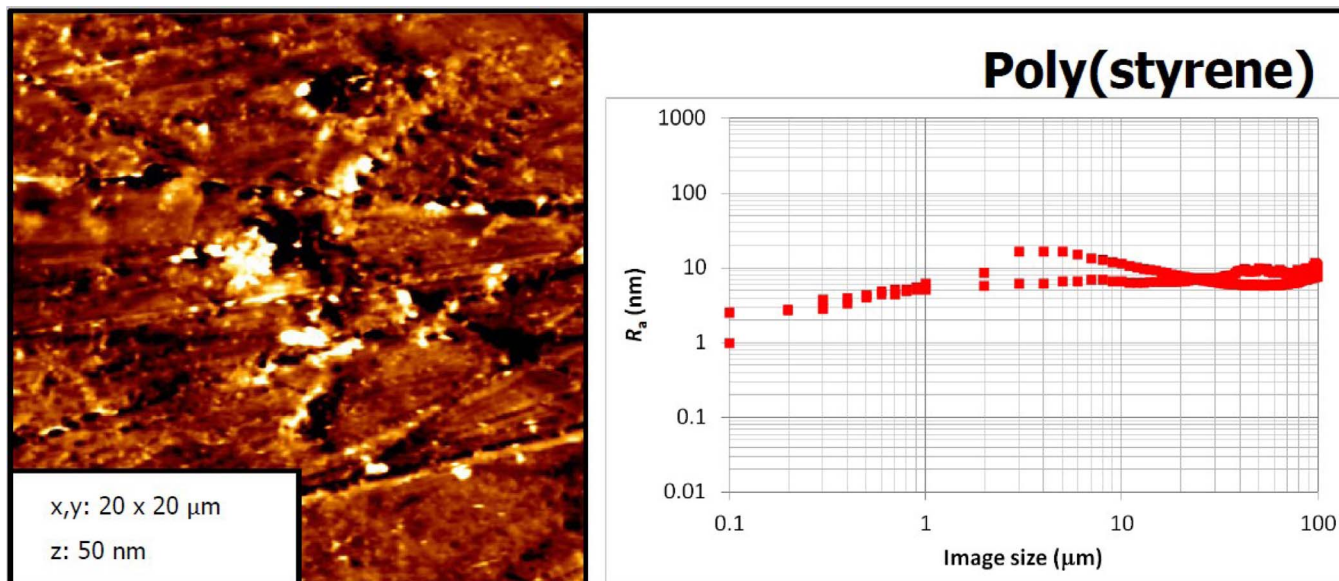 x,y: 20 x 20 μm
z: 50 nm
Poly(styrene)
1000
100
10
1
0.1
0.01
Ra (nm)
0.1 1 10 100
Image size (μm)